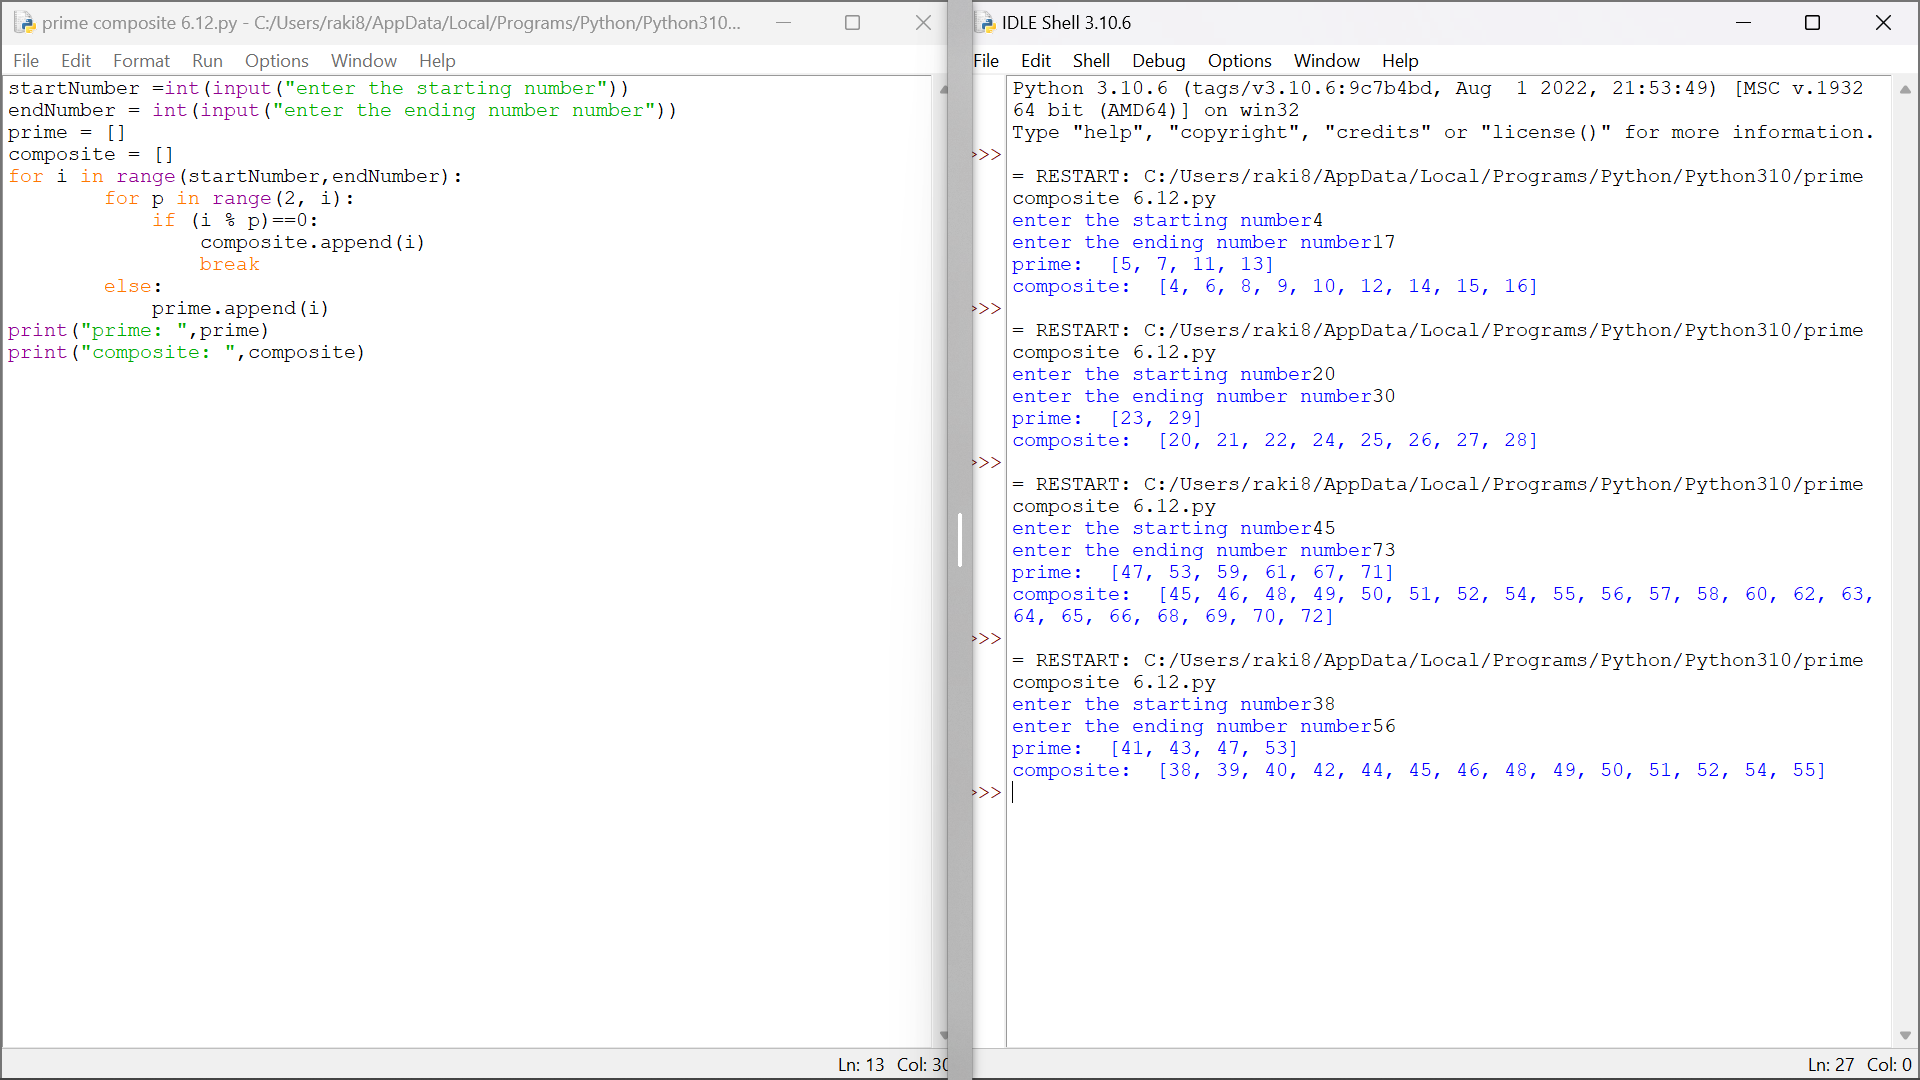 prime composite 6.12.py - C:/Users/raki8/AppData/Local/Programs/Python/Python310...
File Edit Format Run Options Window Help
startNumber =int(input("enter the starting number"))
endNumber = int(input("enter the ending number number"))
prime = []
composite = []
for i in range(startNumber,endNumber):
        for p in range(2, i):
            if (i % p)==0:
                composite.append(i)
                break
        else:
            prime.append(i)
print("prime: ",prime)
print("composite: ",composite)
Ln: 13 Col: 30
IDLE Shell 3.10.6
File Edit Shell Debug Options Window Help
Python 3.10.6 (tags/v3.10.6:9c7b4bd, Aug  1 2022, 21:53:49) [MSC v.1932
64 bit (AMD64)] on win32
Type "help", "copyright", "credits" or "license()" for more information.
>>>
= RESTART: C:/Users/raki8/AppData/Local/Programs/Python/Python310/prime
composite 6.12.py
enter the starting number4
enter the ending number number17
prime:  [5, 7, 11, 13]
composite:  [4, 6, 8, 9, 10, 12, 14, 15, 16]
>>>
= RESTART: C:/Users/raki8/AppData/Local/Programs/Python/Python310/prime
composite 6.12.py
enter the starting number20
enter the ending number number30
prime:  [23, 29]
composite:  [20, 21, 22, 24, 25, 26, 27, 28]
>>>
= RESTART: C:/Users/raki8/AppData/Local/Programs/Python/Python310/prime
composite 6.12.py
enter the starting number45
enter the ending number number73
prime:  [47, 53, 59, 61, 67, 71]
composite:  [45, 46, 48, 49, 50, 51, 52, 54, 55, 56, 57, 58, 60, 62, 63,
64, 65, 66, 68, 69, 70, 72]
>>>
= RESTART: C:/Users/raki8/AppData/Local/Programs/Python/Python310/prime
composite 6.12.py
enter the starting number38
enter the ending number number56
prime:  [41, 43, 47, 53]
composite:  [38, 39, 40, 42, 44, 45, 46, 48, 49, 50, 51, 52, 54, 55]
>>>
Ln: 27 Col: 0